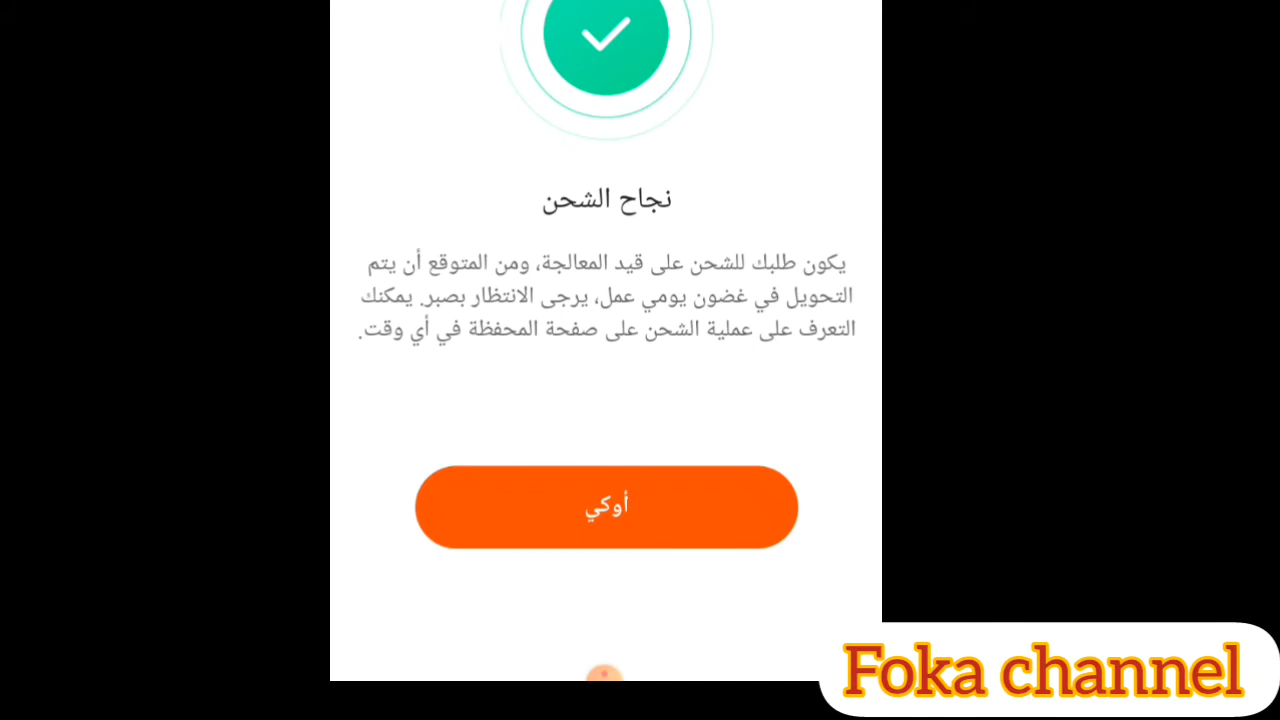 نجاح الشحن
يكون طلبك للشحن على قيد المعالجة، ومن المتوقع أن يتم
التحويل في غضون يومي عمل، يرجى الانتظار بصبر. يمكنك
التعرف على عملية الشحن على صفحة المحفظة في أي وقت.
أوكي
Foka channel